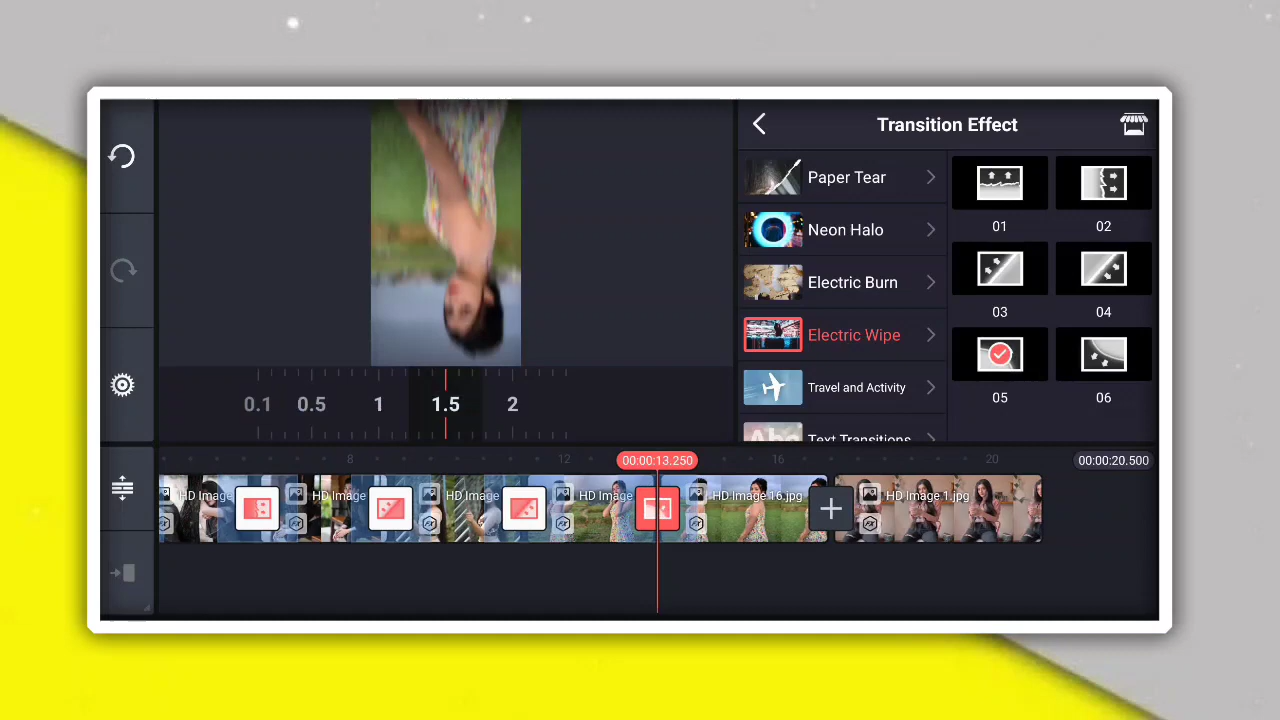 Transition Effect
Paper Tear
Neon Halo
Electric Burn
Electric Wipe
Travel and Activity
Text Transitions
01
02
03
04
05
06
0.1
0.5
1
1.5
2
8
12
00:00:13.250
16
20
00:00:20.500
HD Image
HD Image
HD Image
HD Image
HD Image 16.jpg
HD Image 1.jpg